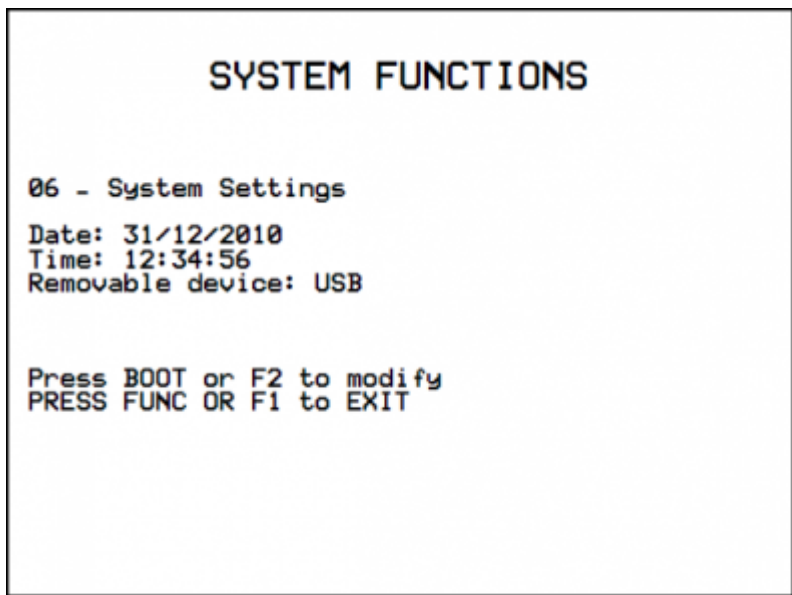 SYSTEM FUNCTIONS
06 - System Settings
Date: 31/12/2010
Time: 12:34:56
Removable device: USB
Press BOOT or F2 to modify
PRESS FUNC OR F1 to EXIT